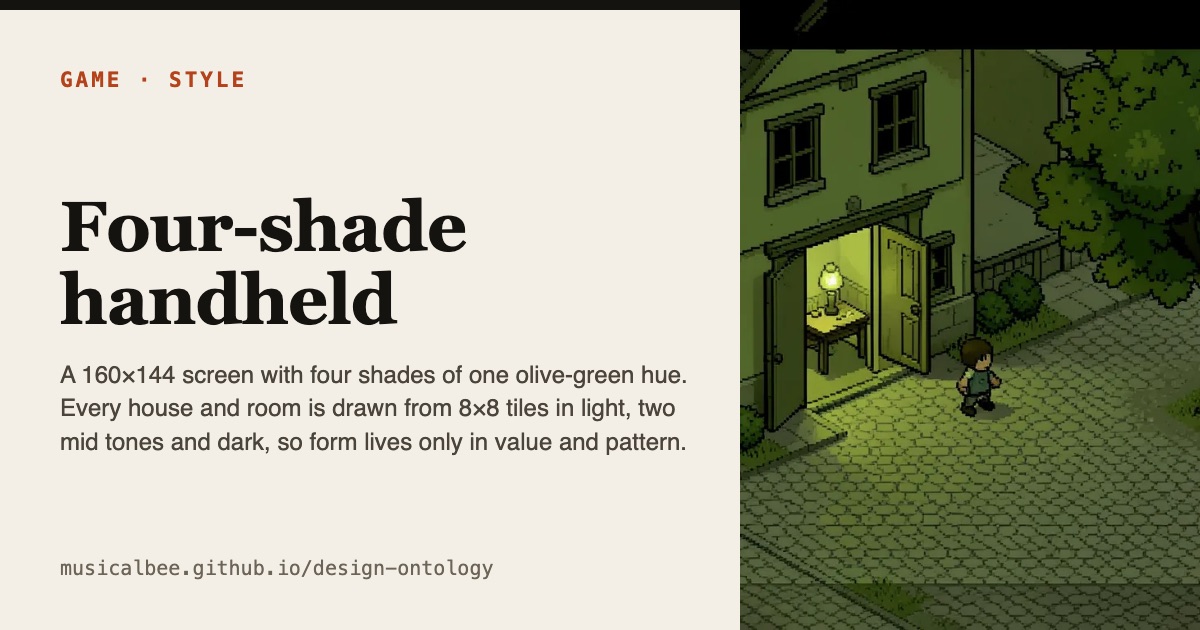 GAME · STYLE
Four-shade
handheld
A 160×144 screen with four shades of one olive-green hue.
Every house and room is drawn from 8×8 tiles in light, two
mid tones and dark, so form lives only in value and pattern.
musicalbee.github.io/design-ontology